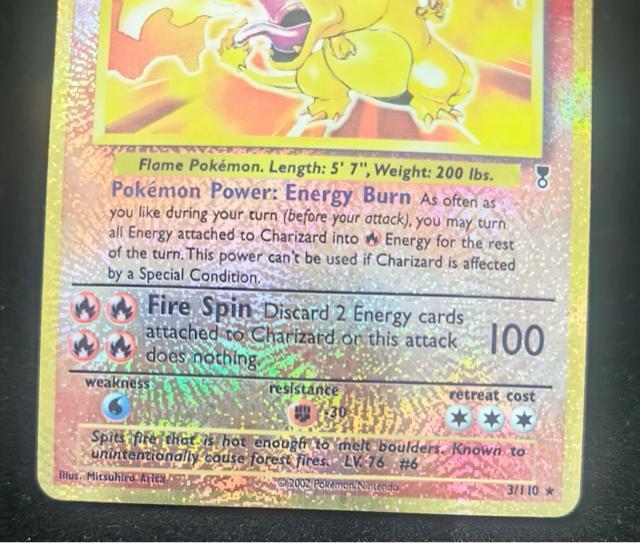 Flame Pokémon. Length: 5' 7", Weight: 200 lbs.
Pokémon Power: Energy Burn As often as
you like during your turn (before your attack), you may turn
all Energy attached to Charizard into Energy for the rest
of the turn. This power can't be used if Charizard is affected
by a Special Condition.
Fire Spin Discard 2 Energy cards
attached to Charizard or this attack
does nothing.
100
weakness resistance retreat cost
-30
Spits fire that is hot enough to melt boulders. Known to
unintentionally cause forest fires. LV. 76 #6
Illus. Mitsuhiro Arita © 2002 Pokémon/Nintendo 3/110 ★